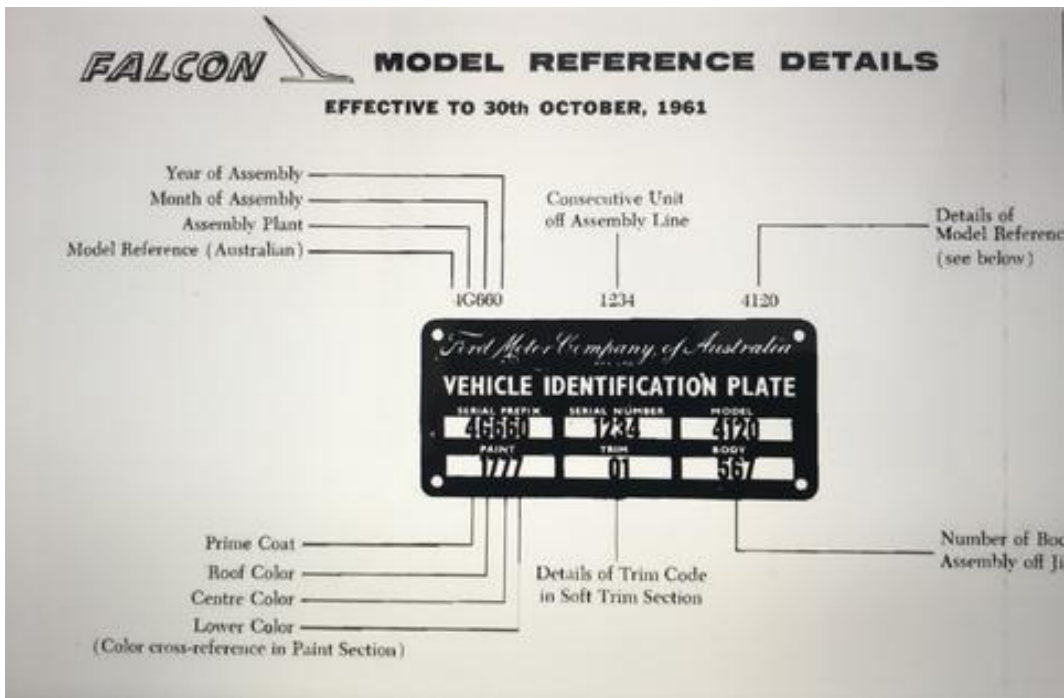 FALCON MODEL REFERENCE DETAILS
EFFECTIVE TO 30th OCTOBER, 1961
Year of Assembly
Month of Assembly
Assembly Plant
Model Reference (Australian)
Consecutive Unit
off Assembly Line
Details of
Model Referenc
(see below)
4G660 1234 4120
Ford Motor Company, of Australia
VEHICLE IDENTIFICATION PLATE
SERIAL PREFIX SERIAL NUMBER MODEL
4G660 1234 4120
PAINT TRIM BODY
1777 01 567
Prime Coat
Roof Color
Centre Color
Lower Color
(Color cross-reference in Paint Section)
Details of Trim Code
in Soft Trim Section
Number of Bod
Assembly off Ji